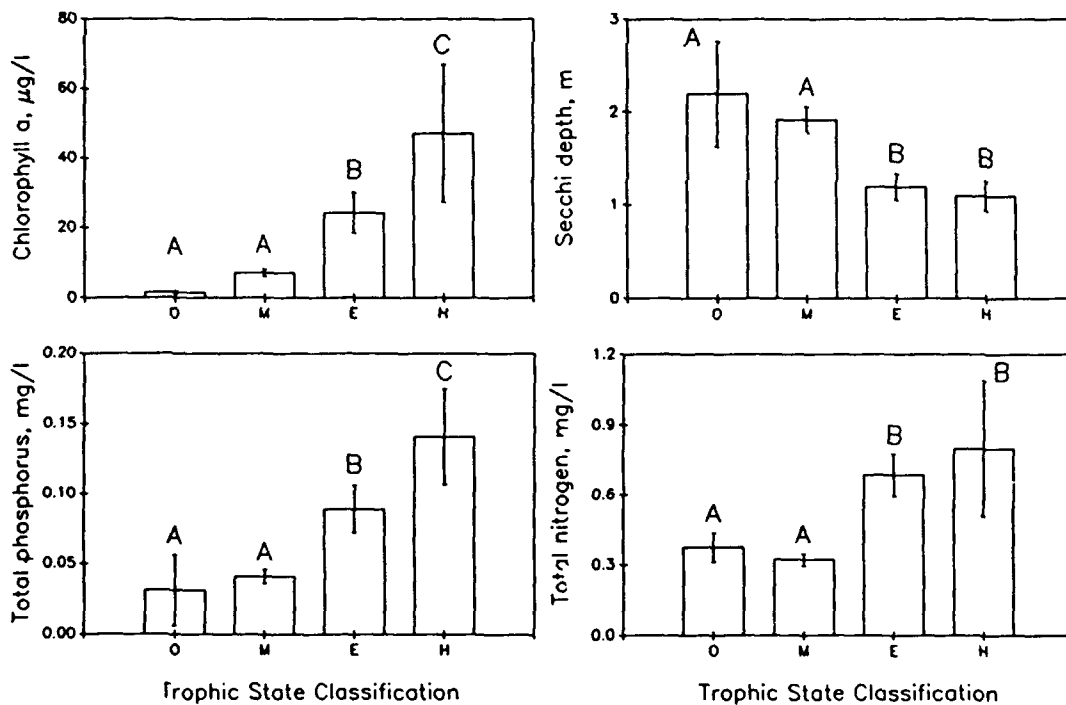 Chlorophyll a, μg/l
80
60
40
20
0
A
A
B
C
O
M
E
H
Secchi depth, m
3
2
1
0
A
A
B
B
O
M
E
H
Total phosphorus, mg/l
0.20
0.15
0.10
0.05
0.00
A
A
B
C
O
M
E
H
Trophic State Classification
Total nitrogen, mg/l
1.2
0.9
0.6
0.3
0.0
A
A
B
B
O
M
E
H
Trophic State Classification